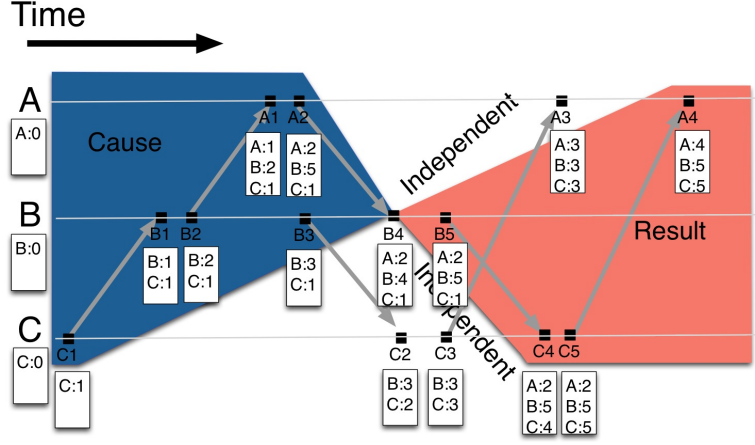 Time
A
A:0
Cause
A1
A2
A:1
B:2
C:1
A:2
B:5
C:1
Independent
A3
A:3
B:3
C:3
A4
A:4
B:5
C:5
B
B:0
B1
B2
B:1
C:1
B:2
C:1
B3
B:3
C:1
B4
A:2
B:4
C:1
B5
A:2
B:5
C:1
Result
Independent
C
C:0
C1
C:1
C2
B:3
C:2
C3
B:3
C:3
C4
C5
A:2
B:5
C:4
A:2
B:5
C:5